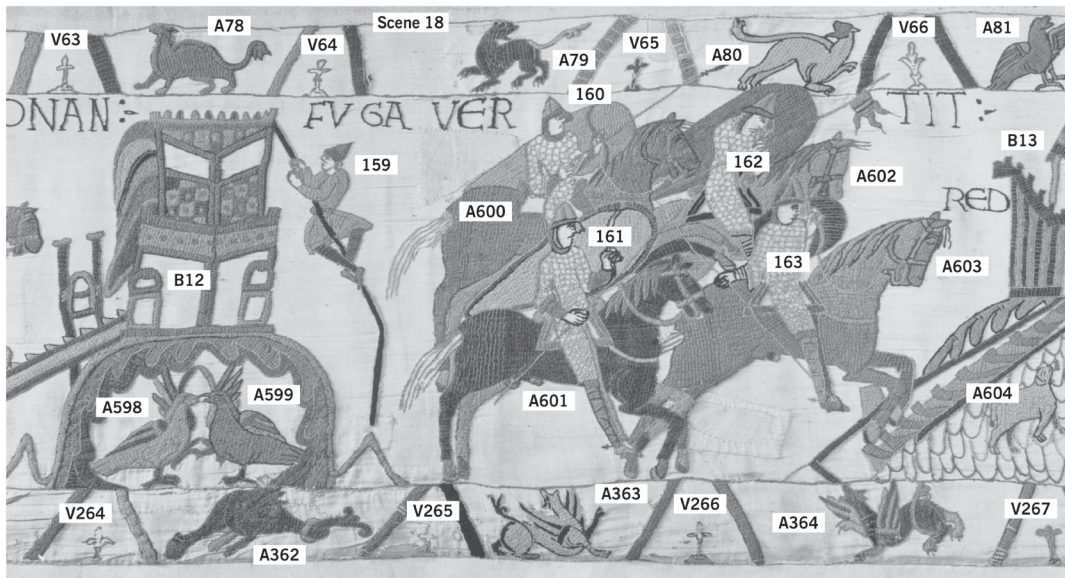 Scene 18
V63
A78
V64
A79
V65
A80
V66
A81
ONAN: FVGA VER TIT:
160
B13
159
162
A602
A600
RED
161
B12
163
A603
A598
A599
A601
A604
V264
A362
V265
A363
V266
A364
V267